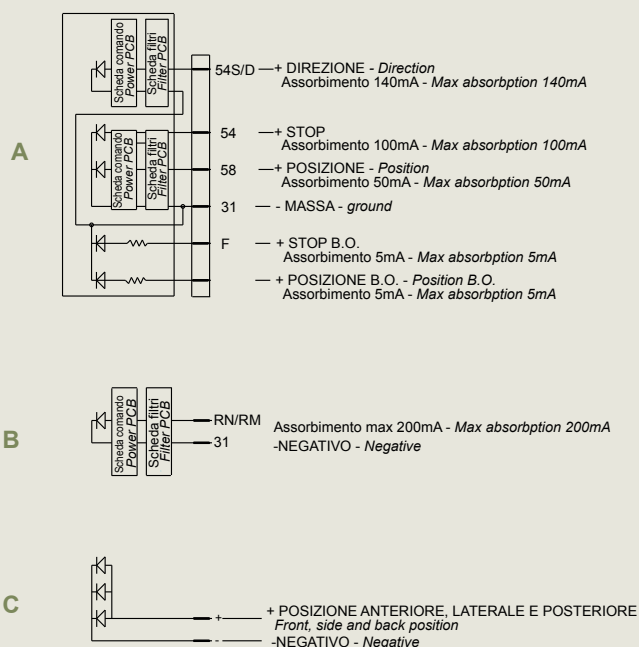 A
Scheda comando
Power PCB
Scheda filtri
Filter PCB
54S/D
+ DIREZIONE - Direction
Assorbimento 140mA - Max absorbption 140mA
Scheda comando
Power PCB
Scheda filtri
Filter PCB
54
+ STOP
Assorbimento 100mA - Max absorbption 100mA
58
+ POSIZIONE - Position
Assorbimento 50mA - Max absorbption 50mA
31
- MASSA - ground
F
+ STOP B.O.
Assorbimento 5mA - Max absorbption 5mA
+ POSIZIONE B.O. - Position B.O.
Assorbimento 5mA - Max absorbption 5mA
B
Scheda comando
Power PCB
Scheda filtri
Filter PCB
RN/RM
Assorbimento max 200mA - Max absorbption 200mA
31
-NEGATIVO - Negative
C
+
+ POSIZIONE ANTERIORE, LATERALE E POSTERIORE
Front, side and back position
-
-NEGATIVO - Negative